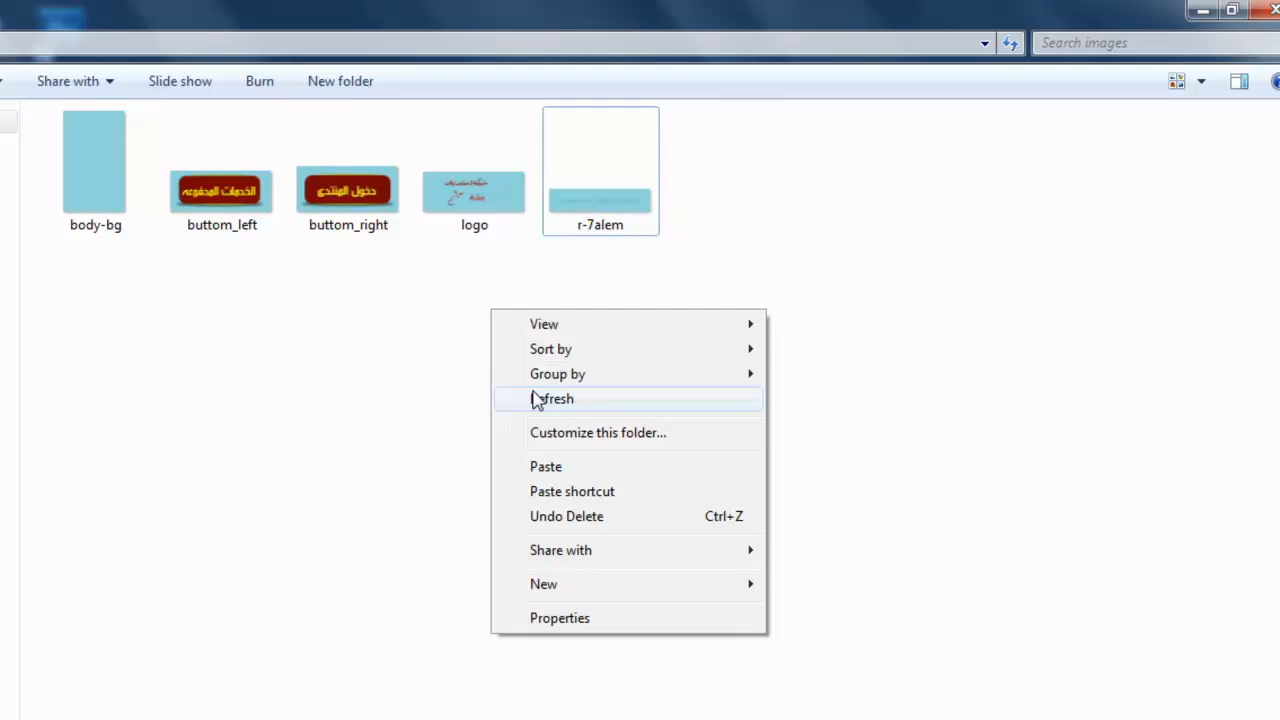 Search images
Share with
Slide show
Burn
New folder
الخدمات المدفوعه
دخول المنتدى
body-bg
buttom_left
buttom_right
logo
r-7alem
View
Sort by
Group by
Refresh
Customize this folder...
Paste
Paste shortcut
Undo Delete Ctrl+Z
Share with
New
Properties